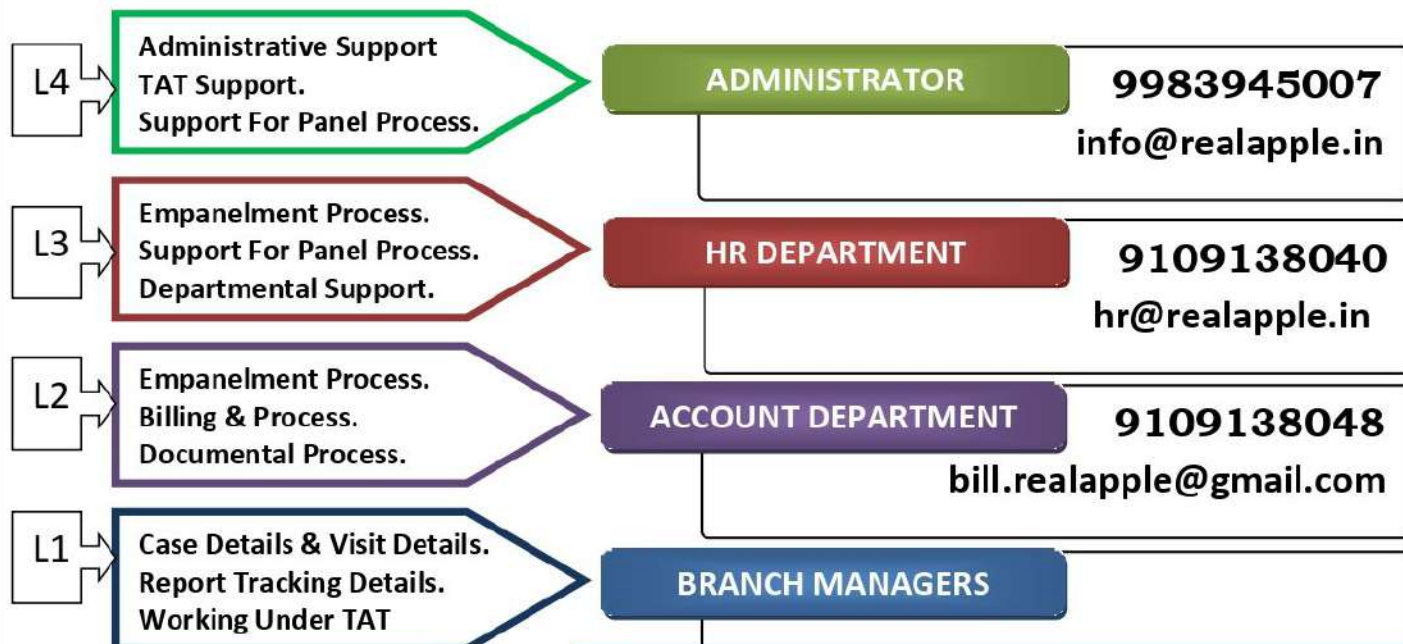 L4
Administrative Support
TAT Support.
Support For Panel Process.
ADMINISTRATOR
9983945007
info@realapple.in
L3
Empanelment Process.
Support For Panel Process.
Departmental Support.
HR DEPARTMENT
9109138040
hr@realapple.in
L2
Empanelment Process.
Billing & Process.
Documental Process.
ACCOUNT DEPARTMENT
9109138048
bill.realapple@gmail.com
L1
Case Details & Visit Details.
Report Tracking Details.
Working Under TAT
BRANCH MANAGERS